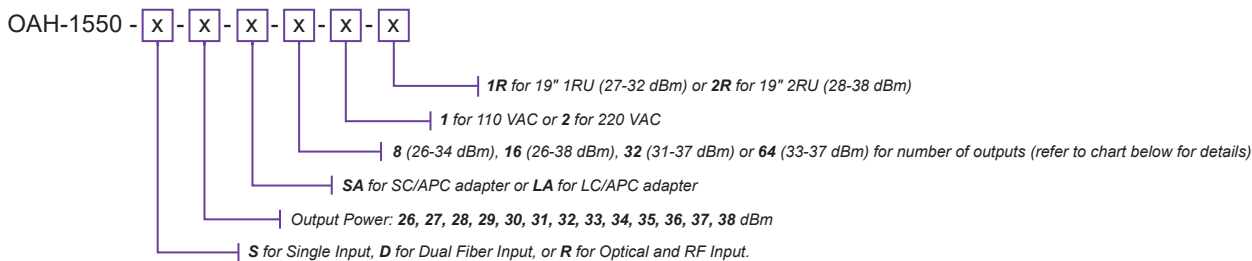 OAH-1550 - x - x - x - x - x - x
1R for 19" 1RU (27-32 dBm) or 2R for 19" 2RU (28-38 dBm)
1 for 110 VAC or 2 for 220 VAC
8 (26-34 dBm), 16 (26-38 dBm), 32 (31-37 dBm) or 64 (33-37 dBm) for number of outputs (refer to chart below for details)
SA for SC/APC adapter or LA for LC/APC adapter
Output Power: 26, 27, 28, 29, 30, 31, 32, 33, 34, 35, 36, 37, 38 dBm
S for Single Input, D for Dual Fiber Input, or R for Optical and RF Input.